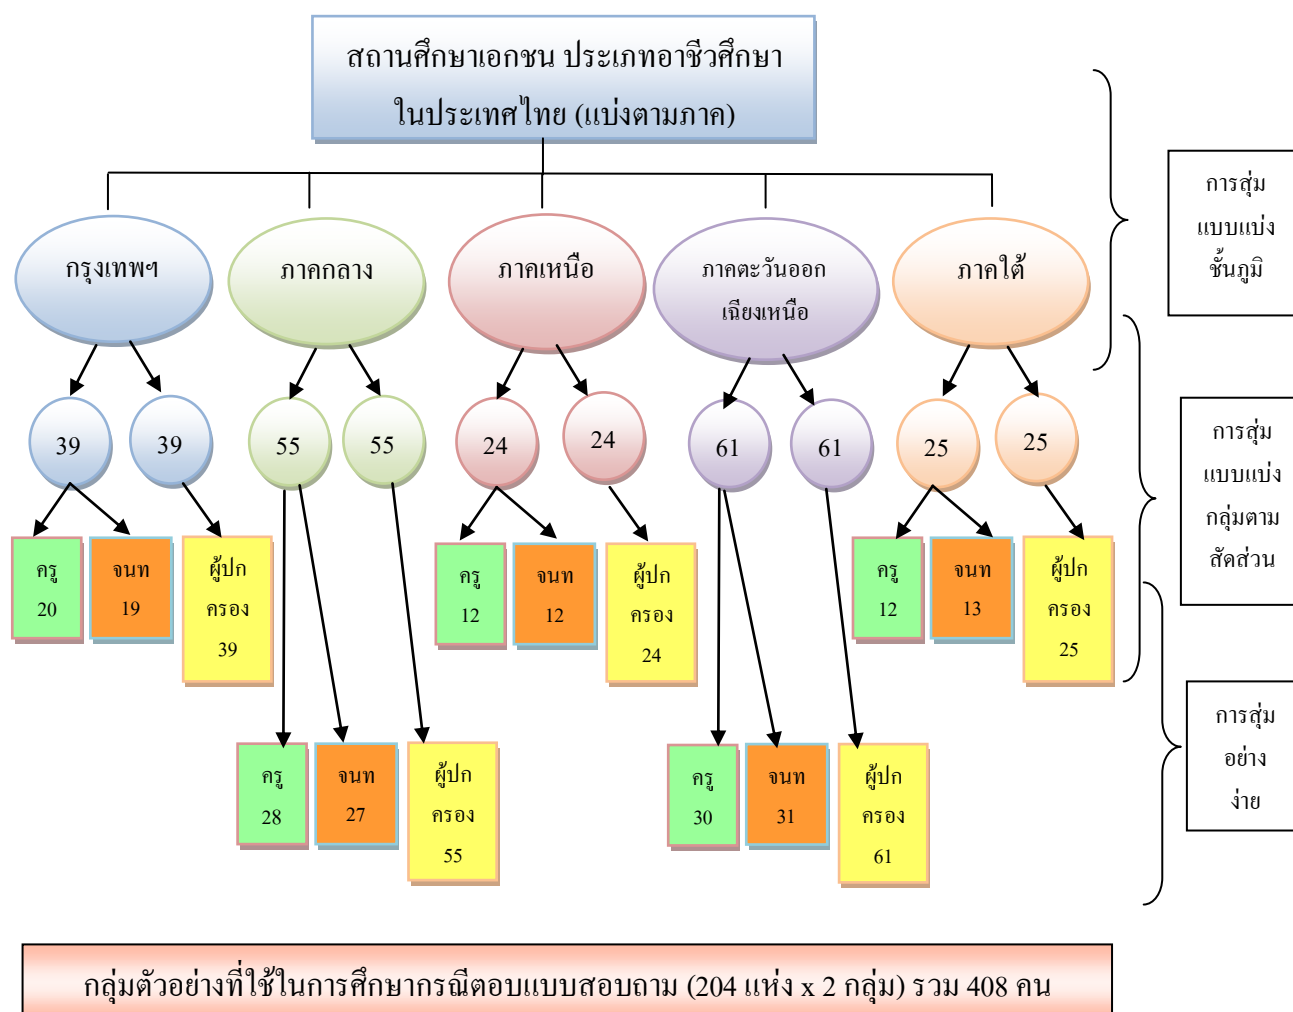 สถานศึกษาเอกชน ประเภทอาชีวศึกษา
ในประเทศไทย (แบ่งตามภาค)
การสุ่ม
แบบแบ่ง
ชั้นภูมิ
กรุงเทพฯ
ภาคกลาง
ภาคเหนือ
ภาคตะวันออก
เฉียงเหนือ
ภาคใต้
39
39
55
55
24
24
61
61
25
25
การสุ่ม
แบบแบ่ง
กลุ่มตาม
สัดส่วน
ครู
20
จนท
19
ผู้ปก
ครอง
39
ครู
12
จนท
12
ผู้ปก
ครอง
24
ครู
12
จนท
13
ผู้ปก
ครอง
25
การสุ่ม
อย่าง
ง่าย
ครู
28
จนท
27
ผู้ปก
ครอง
55
ครู
30
จนท
31
ผู้ปก
ครอง
61
กลุ่มตัวอย่างที่ใช้ในการศึกษากรณีตอบแบบสอบถาม (204 แห่ง x 2 กลุ่ม) รวม 408 คน